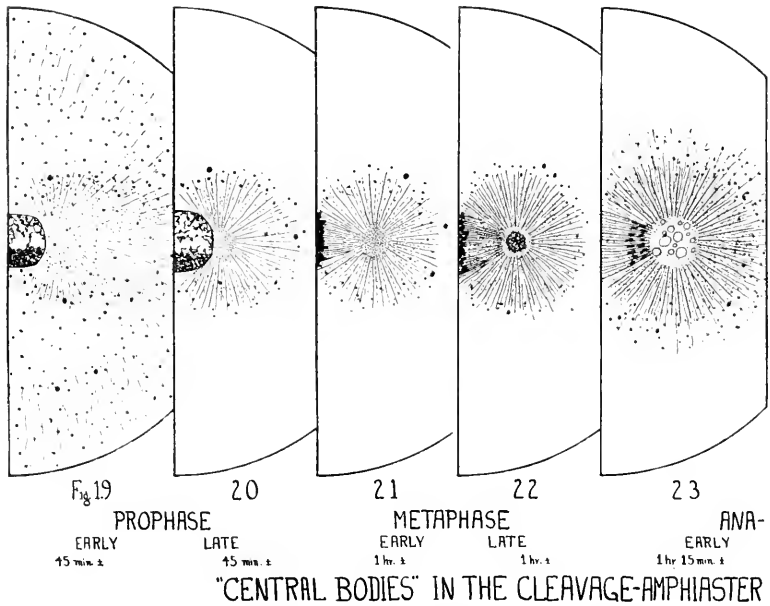 Fig. 19 20 21 22 23
PROPHASE METAPHASE ANA-
EARLY LATE EARLY LATE EARLY
45 min. ± 45 min. ± 1 hr. ± 1 hr. ± 1 hr 15 min ±
"CENTRAL BODIES" IN THE CLEAVAGE-AMPHIASTER